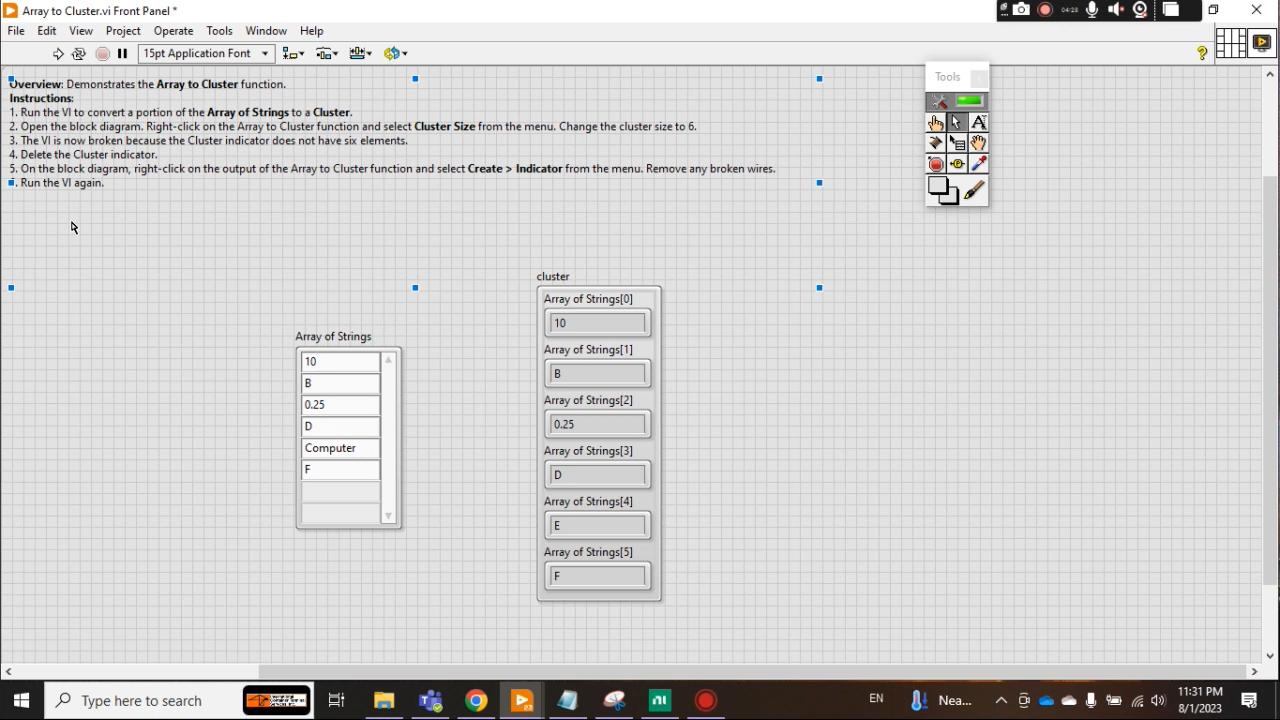 Array to Cluster.vi Front Panel *
04:28
File Edit View Project Operate Tools Window Help
15pt Application Font
Overview: Demonstrates the Array to Cluster function.
Instructions:
1. Run the VI to convert a portion of the Array of Strings to a Cluster.
2. Open the block diagram. Right-click on the Array to Cluster function and select Cluster Size from the menu. Change the cluster size to 6.
3. The VI is now broken because the Cluster indicator does not have six elements.
4. Delete the Cluster indicator.
5. On the block diagram, right-click on the output of the Array to Cluster function and select Create > Indicator from the menu. Remove any broken wires.
. Run the VI again.
Tools
cluster
Array of Strings[0]
10
Array of Strings[1]
B
Array of Strings[2]
0.25
Array of Strings[3]
D
Array of Strings[4]
E
Array of Strings[5]
F
Array of Strings
10
B
0.25
D
Computer
F
Type here to search
EN
Nea...
11:31 PM
8/1/2023